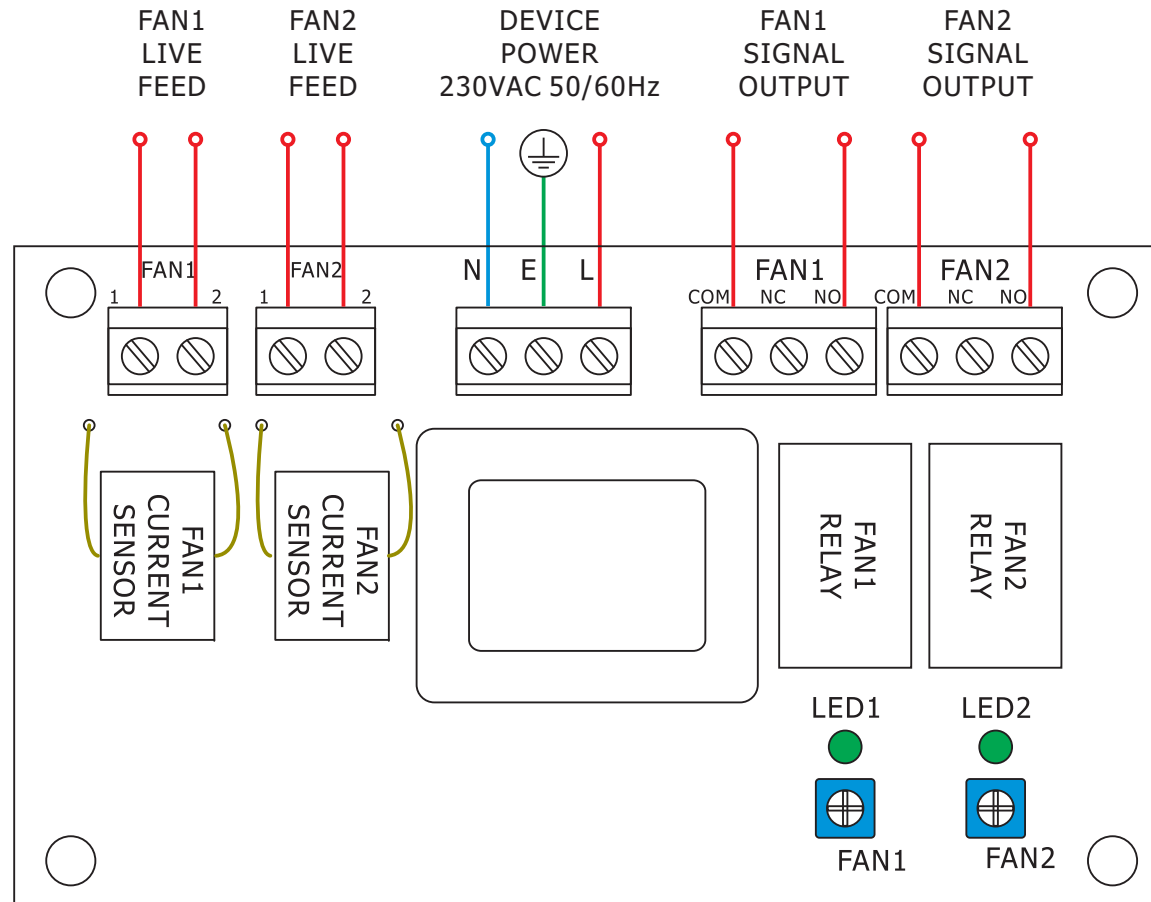 FAN1
LIVE
FEED
FAN2
LIVE
FEED
DEVICE
POWER
230VAC 50/60Hz
FAN1
SIGNAL
OUTPUT
FAN2
SIGNAL
OUTPUT
FAN1
1 2
FAN2
1 2
N E L
FAN1
COM NC NO
FAN2
COM NC NO
FAN1
CURRENT
SENSOR
FAN2
CURRENT
SENSOR
FAN1
RELAY
FAN2
RELAY
LED1
LED2
FAN1
FAN2